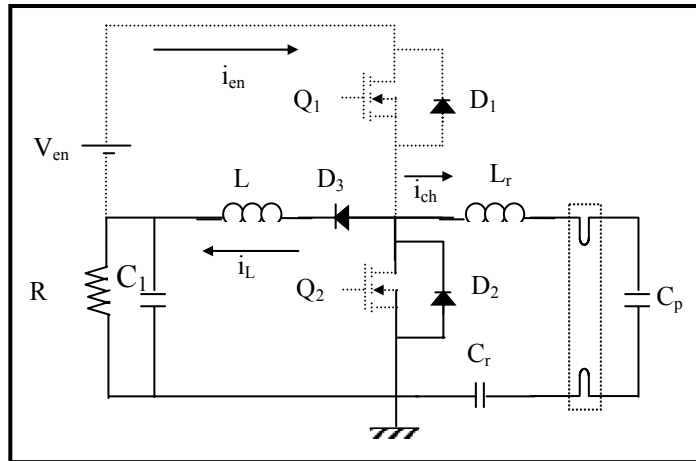 i_en
Q_1
D_1
V_en
L
D_3
i_ch
L_r
i_L
R
C_1
Q_2
D_2
C_p
C_r